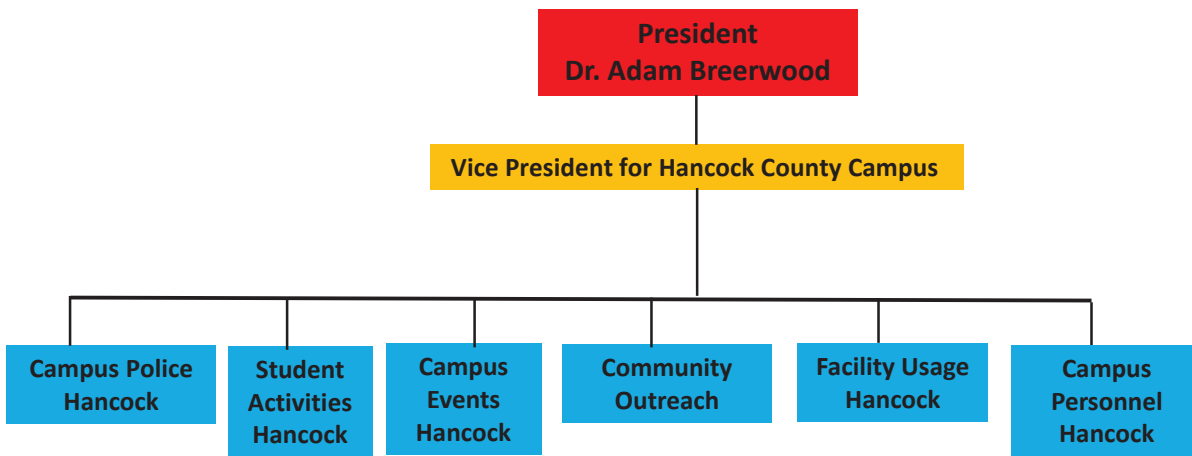 President
Dr. Adam Breerwood
Vice President for Hancock County Campus
Campus Police
Hancock
Student
Activities
Hancock
Campus
Events
Hancock
Community
Outreach
Facility Usage
Hancock
Campus
Personnel
Hancock